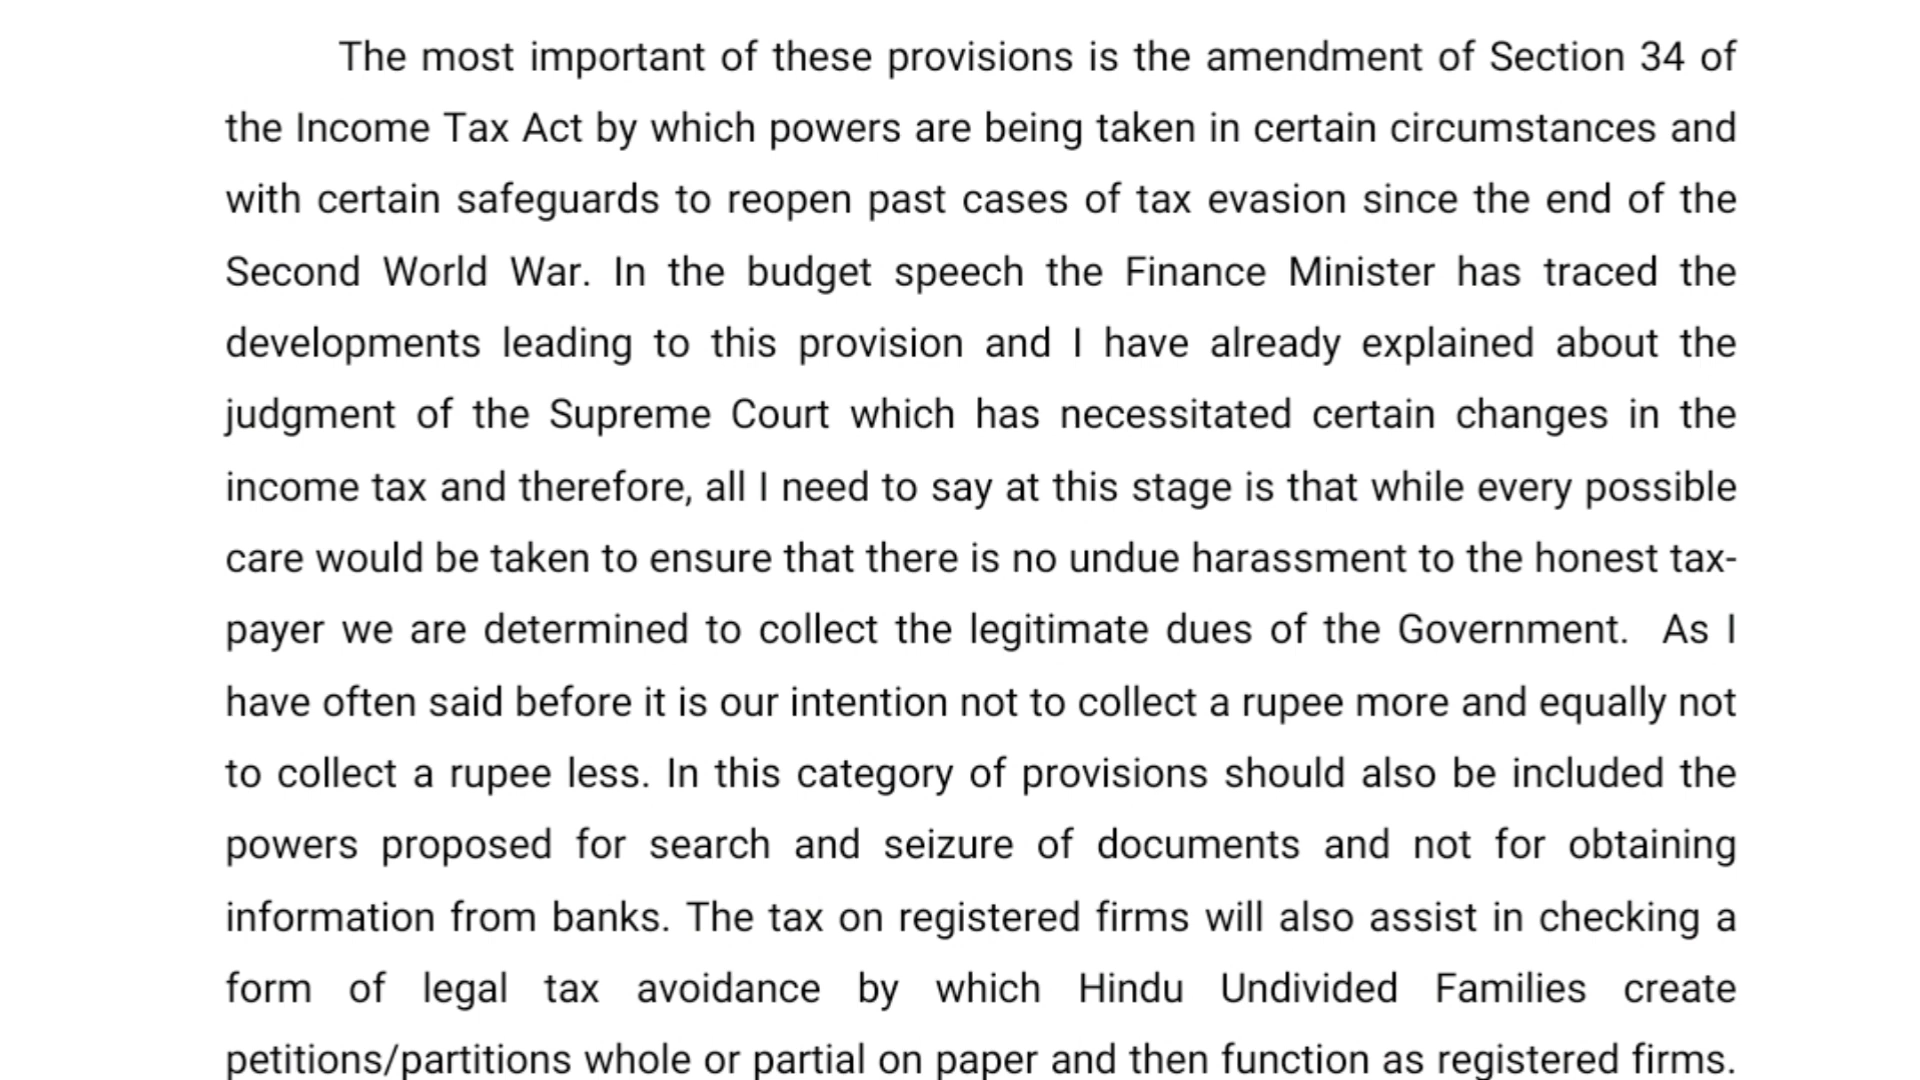 The most important of these provisions is the amendment of Section 34 of
the Income Tax Act by which powers are being taken in certain circumstances and
with certain safeguards to reopen past cases of tax evasion since the end of the
Second World War. In the budget speech the Finance Minister has traced the
developments leading to this provision and I have already explained about the
judgment of the Supreme Court which has necessitated certain changes in the
income tax and therefore, all I need to say at this stage is that while every possible
care would be taken to ensure that there is no undue harassment to the honest tax-
payer we are determined to collect the legitimate dues of the Government.  As I
have often said before it is our intention not to collect a rupee more and equally not
to collect a rupee less. In this category of provisions should also be included the
powers proposed for search and seizure of documents and not for obtaining
information from banks. The tax on registered firms will also assist in checking a
form of legal tax avoidance by which Hindu Undivided Families create
petitions/partitions whole or partial on paper and then function as registered firms.